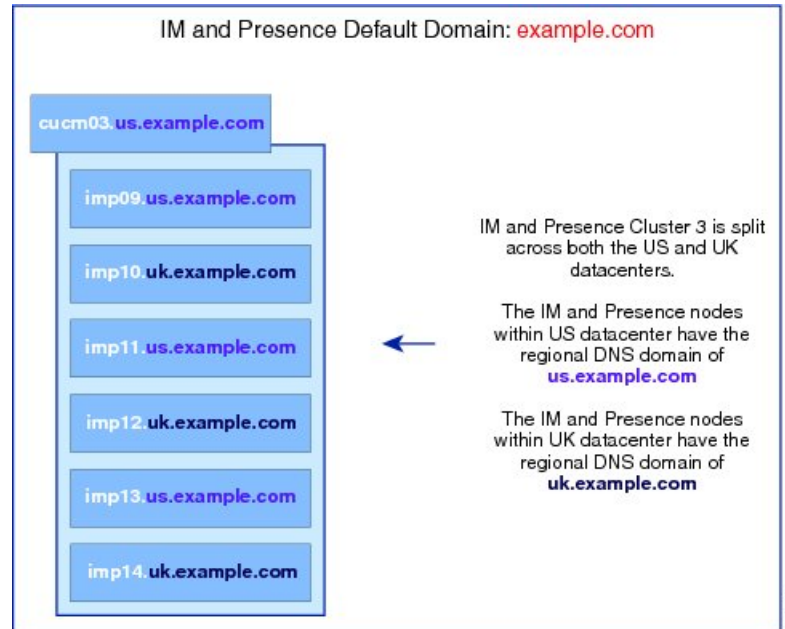 IM and Presence Default Domain: example.com
cucm03.us.example.com
imp09.us.example.com
imp10.uk.example.com
imp11.us.example.com
imp12.uk.example.com
imp13.us.example.com
imp14.uk.example.com
IM and Presence Cluster 3 is split
across both the US and UK
datacenters.
The IM and Presence nodes
within US datacenter have the
regional DNS domain of
us.example.com
The IM and Presence nodes
within UK datacenter have the
regional DNS domain of
uk.example.com